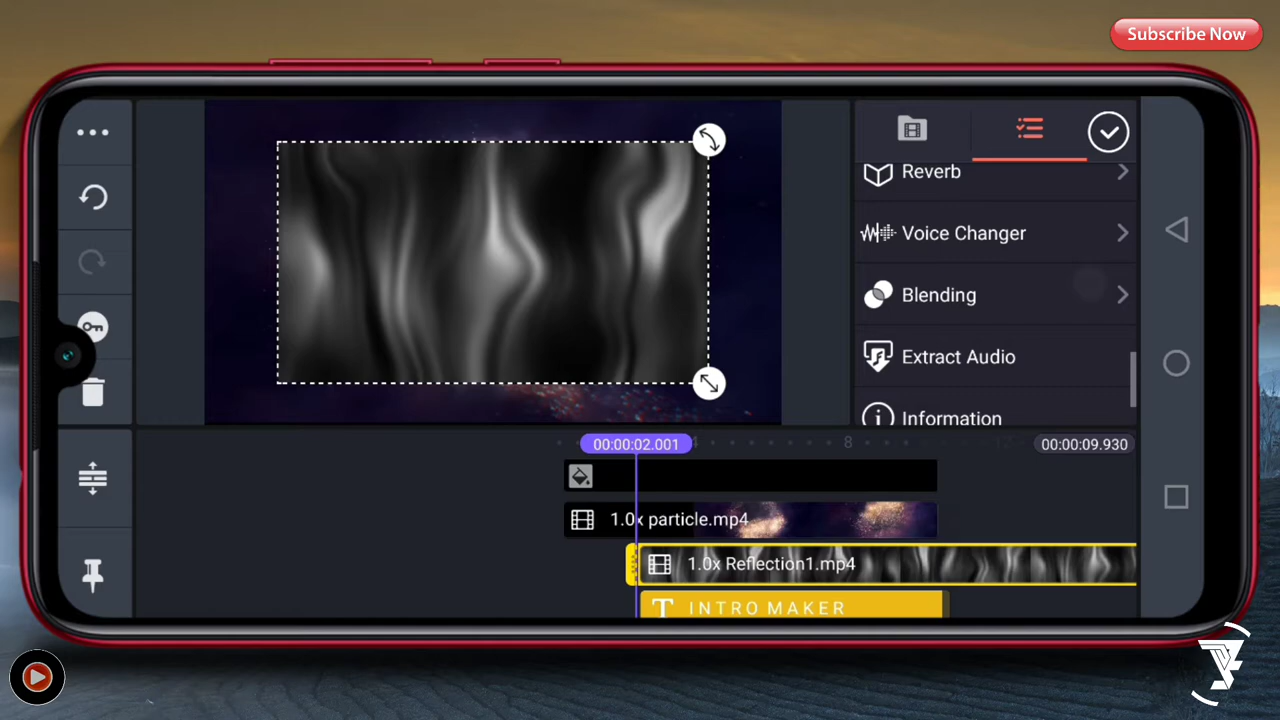 Subscribe Now
Reverb
Voice Changer
Blending
Extract Audio
Information
00:00:02.001
4
8
00:00:09.930
1.0x particle.mp4
1.0x Reflection1.mp4
T INTRO MAKER